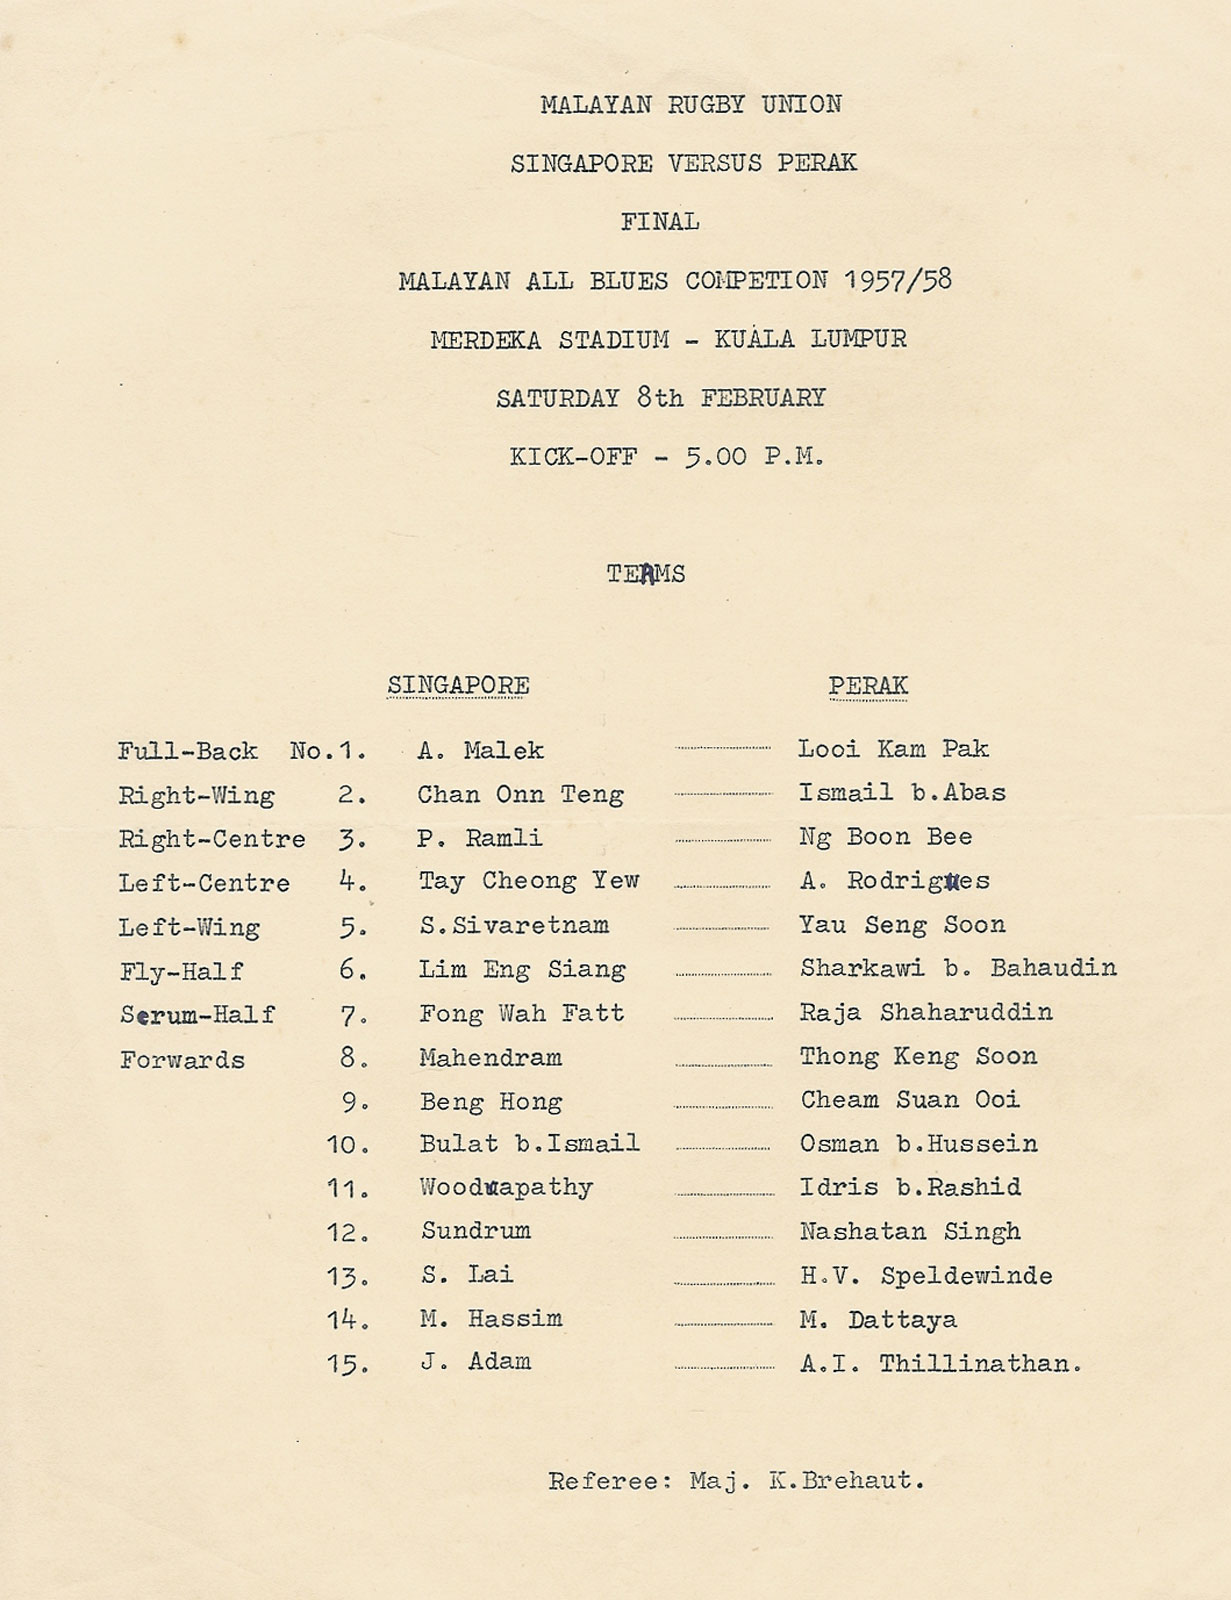 MALAYAN RUGBY UNION
SINGAPORE VERSUS PERAK
FINAL
MALAYAN ALL BLUES COMPETION 1957/58
MERDEKA STADIUM - KUALA LUMPUR
SATURDAY 8th FEBRUARY
KICK-OFF - 5.00 P.M.
TERMS
SINGAPORE PERAK
Full-Back No.1. A. Malek Looi Kam Pak
Right-Wing 2. Chan Onn Teng Ismail b.Abas
Right-Centre 3. P. Ramli Ng Boon Bee
Left-Centre 4. Tay Cheong Yew A. Rodrigues
Left-Wing 5. S.Sivaretnam Yau Seng Soon
Fly-Half 6. Lim Eng Siang Sharkawi b. Bahaudin
Serum-Half 7. Fong Wah Fatt Raja Shaharuddin
Forwards 8. Mahendram Thong Keng Soon
9. Beng Hong Cheam Suan Ooi
10. Bulat b.Ismail Osman b.Hussein
11. Woodwapathy Idris b.Rashid
12. Sundrum Nashatan Singh
13. S. Lai H.V. Speldewinde
14. M. Hassim M. Dattaya
15. J. Adam A.I. Thillinathan.
Referee: Maj. K.Brehaut.